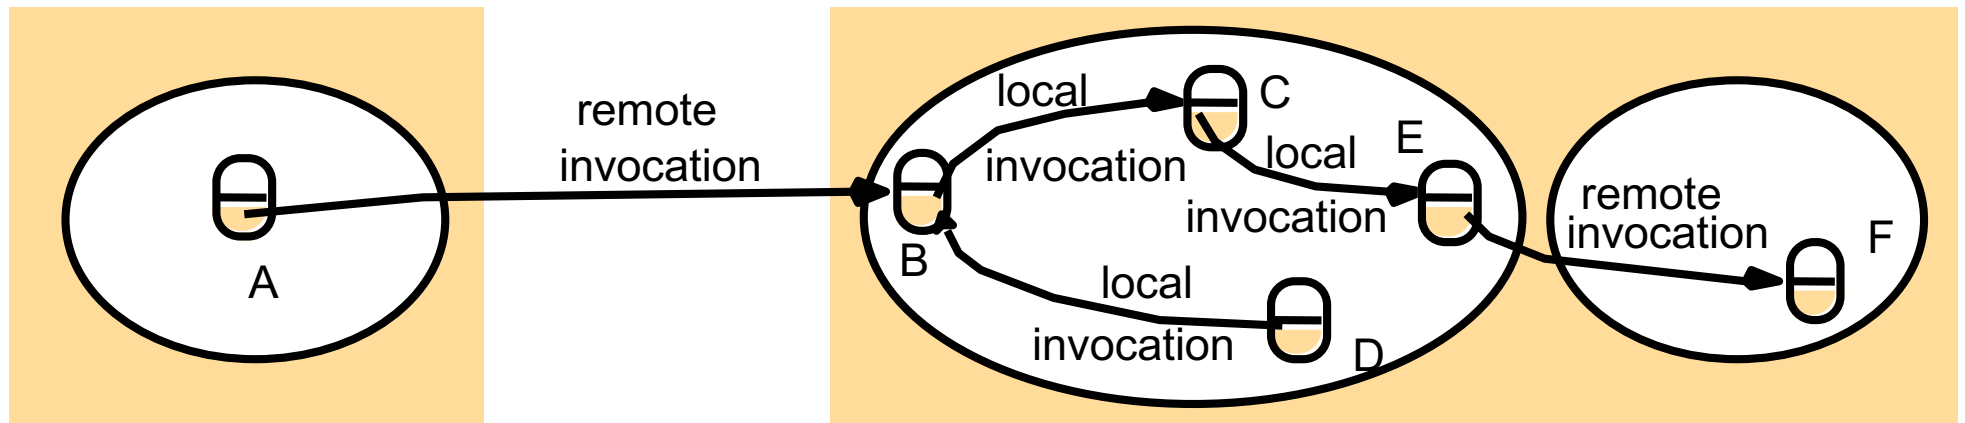 A
remote
invocation
B
local
invocation
C
local
invocation
E
local
invocation
D
remote
invocation
F